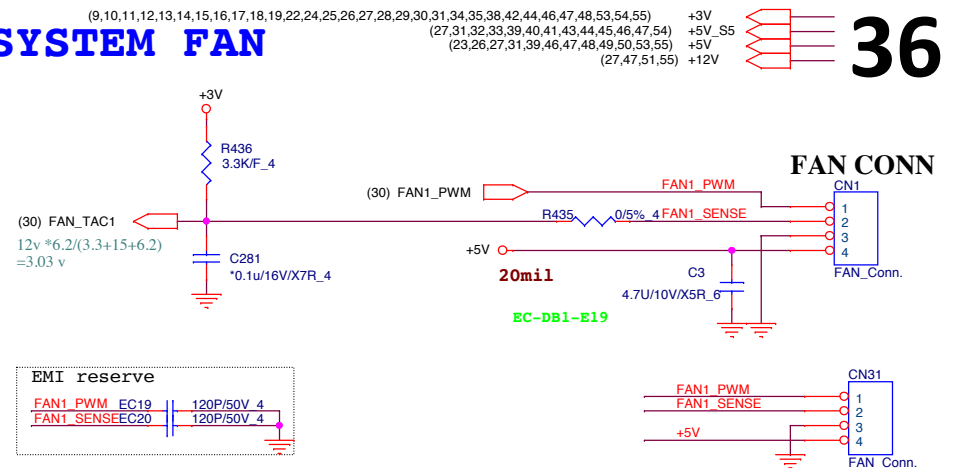 (9,10,11,12,13,14,15,16,17,18,19,22,24,25,26,27,28,29,30,31,34,35,38,42,44,46,47,48,53,54,55) +3V
(27,31,32,33,39,40,41,43,44,45,46,47,54) +5V_S5
(23,26,27,31,39,46,47,48,49,50,53,55) +5V
(27,47,51,55) +12V
SYSTEM FAN
36
+3V
R436
3.3K/F_4
FAN CONN
(30) FAN1_PWM
FAN1_PWM
CN1
(30) FAN_TAC1
R435
0/5%_4
FAN1_SENSE
1
2
3
4
12v *6.2/(3.3+15+6.2)
=3.03 v
C281
*0.1u/16V/X7R_4
+5V
20mil
C3
4.7U/10V/X5R_6
FAN_Conn.
EC-DB1-E19
EMI reserve
FAN1_PWM EC19 120P/50V_4
FAN1_SENSE EC20 120P/50V_4
CN31
FAN1_PWM
FAN1_SENSE
+5V
1
2
3
4
FAN_Conn.